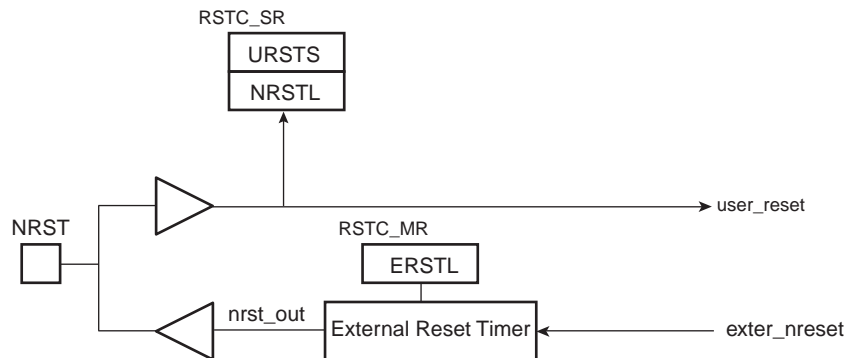 RSTC_SR
URSTS
NRSTL
user_reset
NRST
RSTC_MR
ERSTL
nrst_out
External Reset Timer
exter_nreset